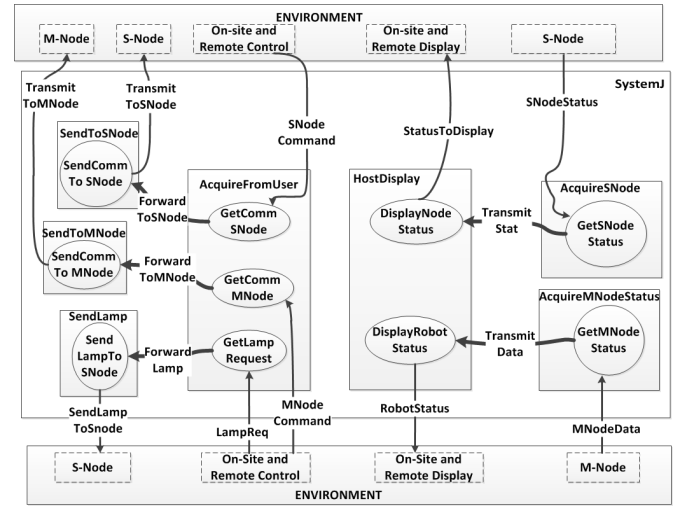 ENVIRONMENT
M-Node
S-Node
On-site and
Remote Control
On-site and
Remote Display
S-Node
SystemJ
Transmit
ToMNode
Transmit
ToSNode
SNode
Command
StatusToDisplay
SNodeStatus
SendToSNode
SendComm
To SNode
Forward
ToSNode
AcquireFromUser
GetComm
SNode
HostDisplay
DisplayNode
Status
Transmit
Stat
AcquireSNode
GetSNode
Status
SendToMNode
SendComm
To MNode
Forward
ToMNode
GetComm
MNode
SendLamp
Send
LampTo
SNode
Forward
Lamp
GetLamp
Request
DisplayRobot
Status
Transmit
Data
AcquireMNodeStatus
GetMNode
Status
SendLamp
ToSnode
LampReq
MNode
Command
RobotStatus
MNodeData
S-Node
On-Site and
Remote Control
On-Site and
Remote Display
M-Node
ENVIRONMENT